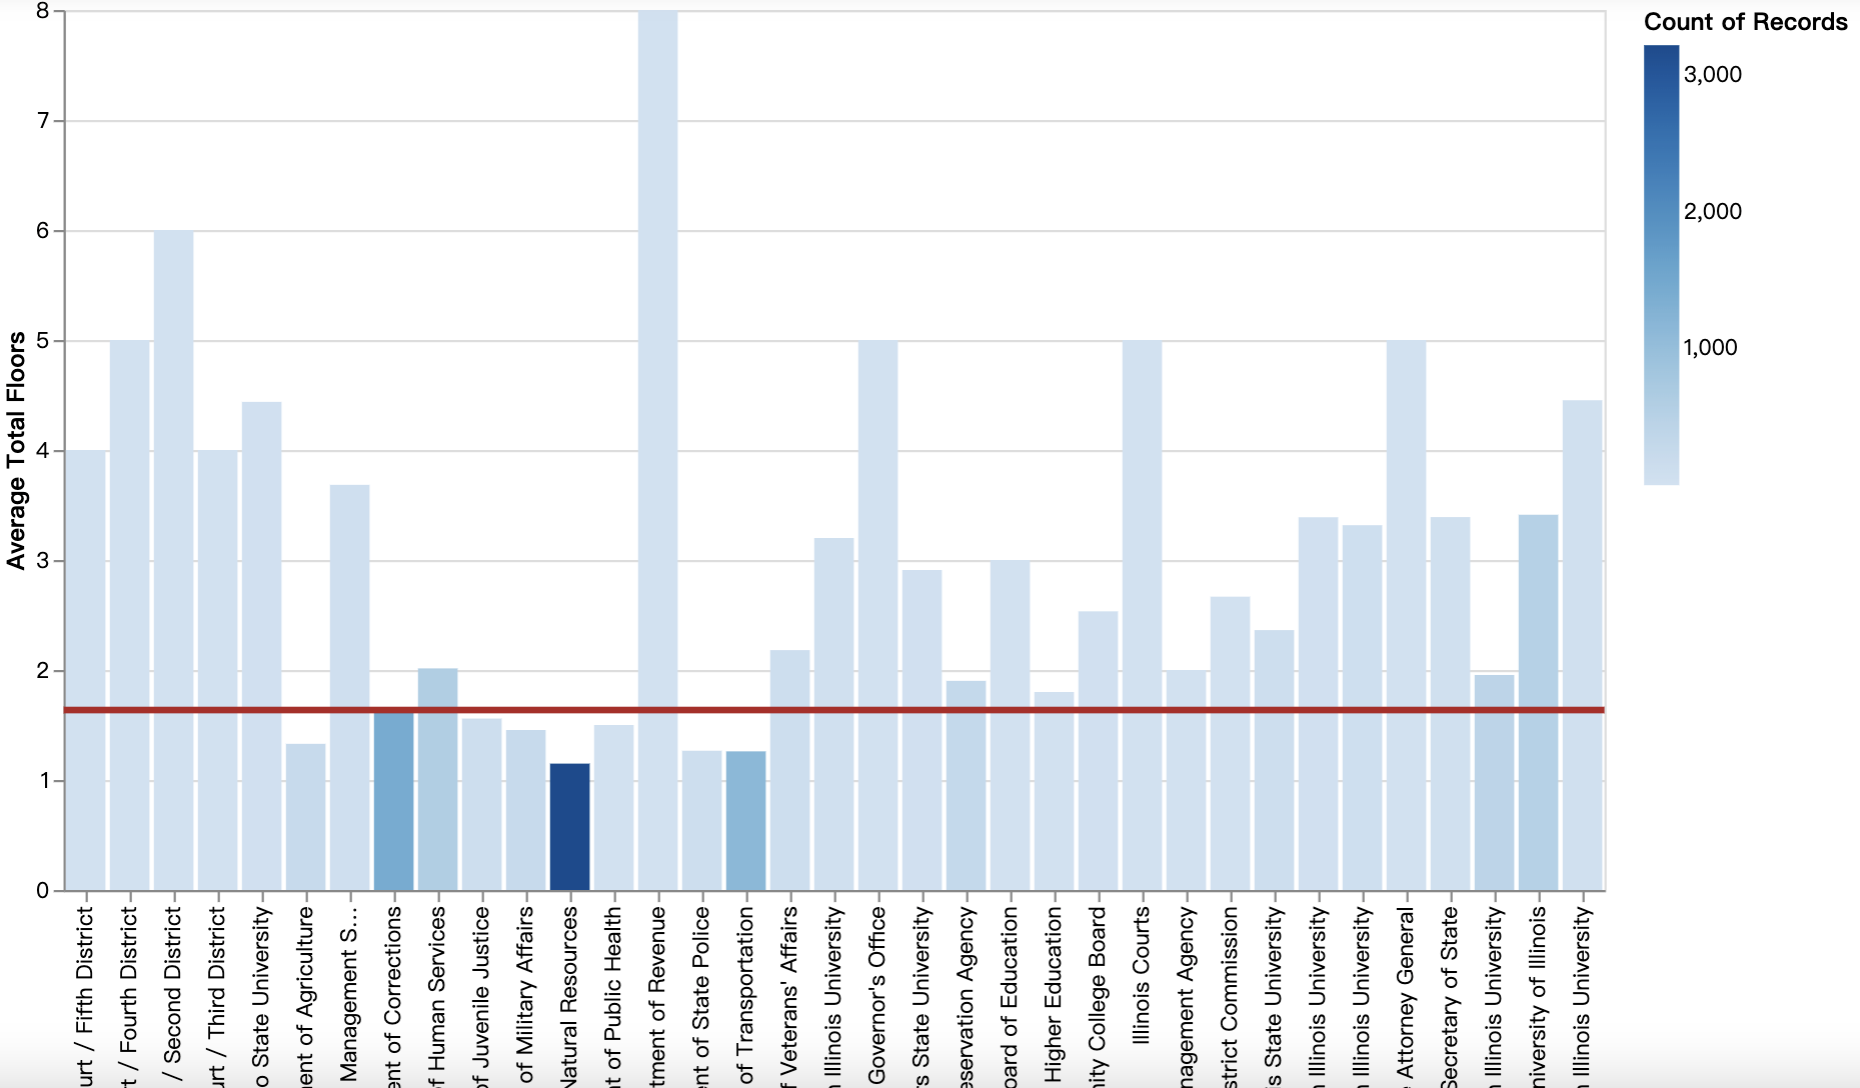 Average Total Floors
8
7
6
5
4
3
2
1
0
Count of Records
3,000
2,000
1,000
urt / Fifth District
rt / Fourth District
/ Second District
urt / Third District
o State University
ment of Agriculture
Management S...
ent of Corrections
of Human Services
of Juvenile Justice
of Military Affairs
Natural Resources
nt of Public Health
tment of Revenue
ent of State Police
of Transportation
f Veterans' Affairs
n Illinois University
Governor's Office
rs State University
eservation Agency
oard of Education
Higher Education
nity College Board
Illinois Courts
nagement Agency
strict Commission
is State University
n Illinois University
n Illinois University
e Attorney General
Secretary of State
n Illinois University
niversity of Illinois
n Illinois University